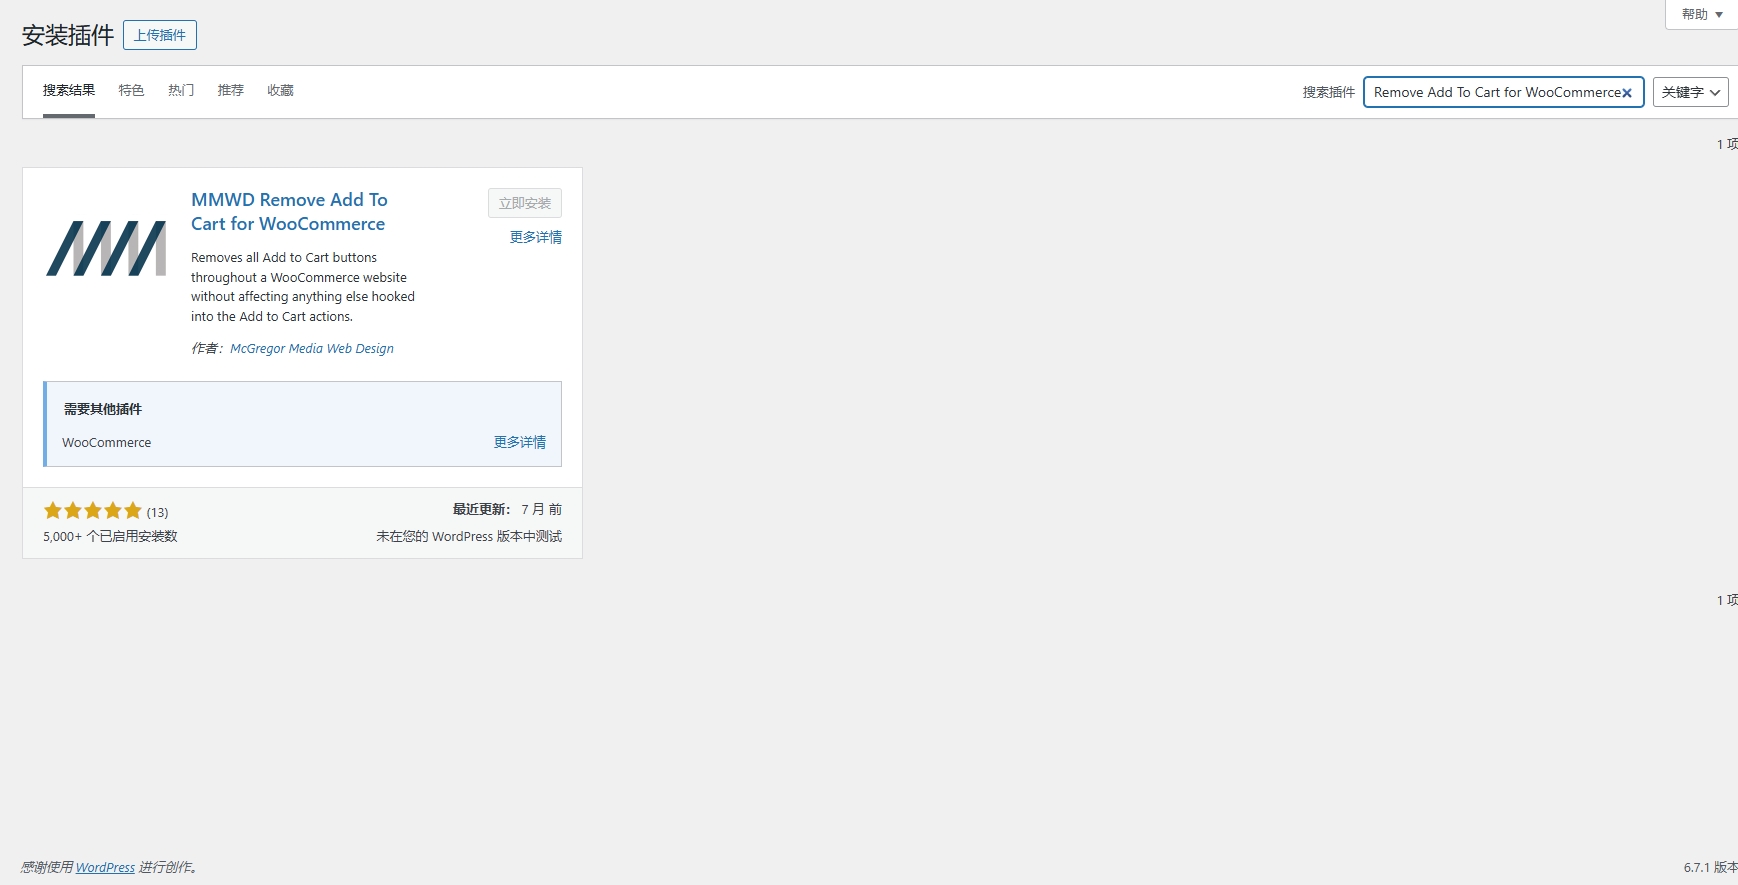 帮助
安装插件 上传插件
搜索结果 特色 热门 推荐 收藏 搜索插件 Remove Add To Cart for WooCommerce 关键字
1 项
MMWD Remove Add To
Cart for WooCommerce
立即安装
更多详情
Removes all Add to Cart buttons
throughout a WooCommerce website
without affecting anything else hooked
into the Add to Cart actions.
作者：McGregor Media Web Design
需要其他插件
WooCommerce 更多详情
(13)
5,000+ 个已启用安装数
最近更新： 7 月 前
未在您的 WordPress 版本中测试
1 项
感谢使用 WordPress 进行创作。 6.7.1 版本